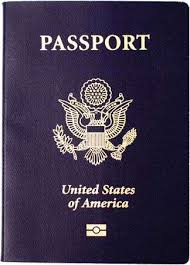 PASSPORT
United States
of America